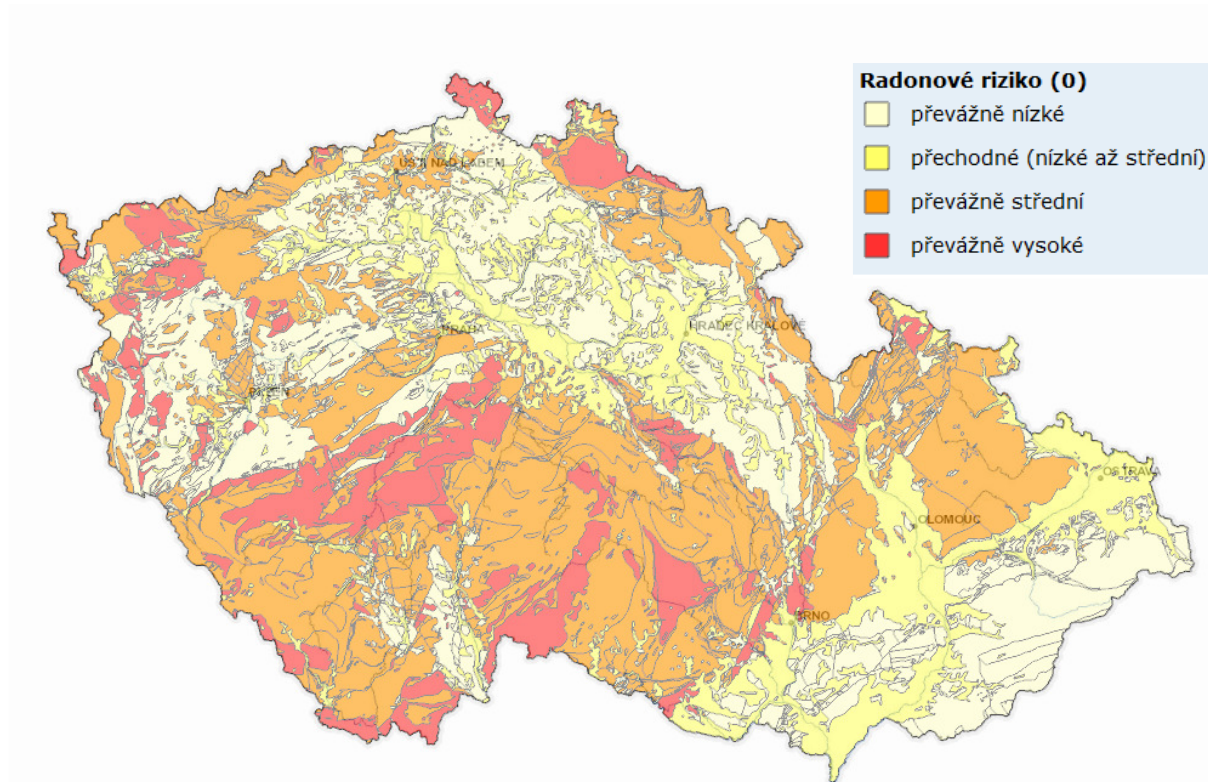 Radonové riziko (0)
převážně nízké
přechodné (nízké až střední)
převážně střední
převážně vysoké
ÚSTÍ NAD LABEM
PRAHA
HRADEC KRÁLOVÉ
PLZEŇ
OSTRAVA
OLOMOUC
BRNO